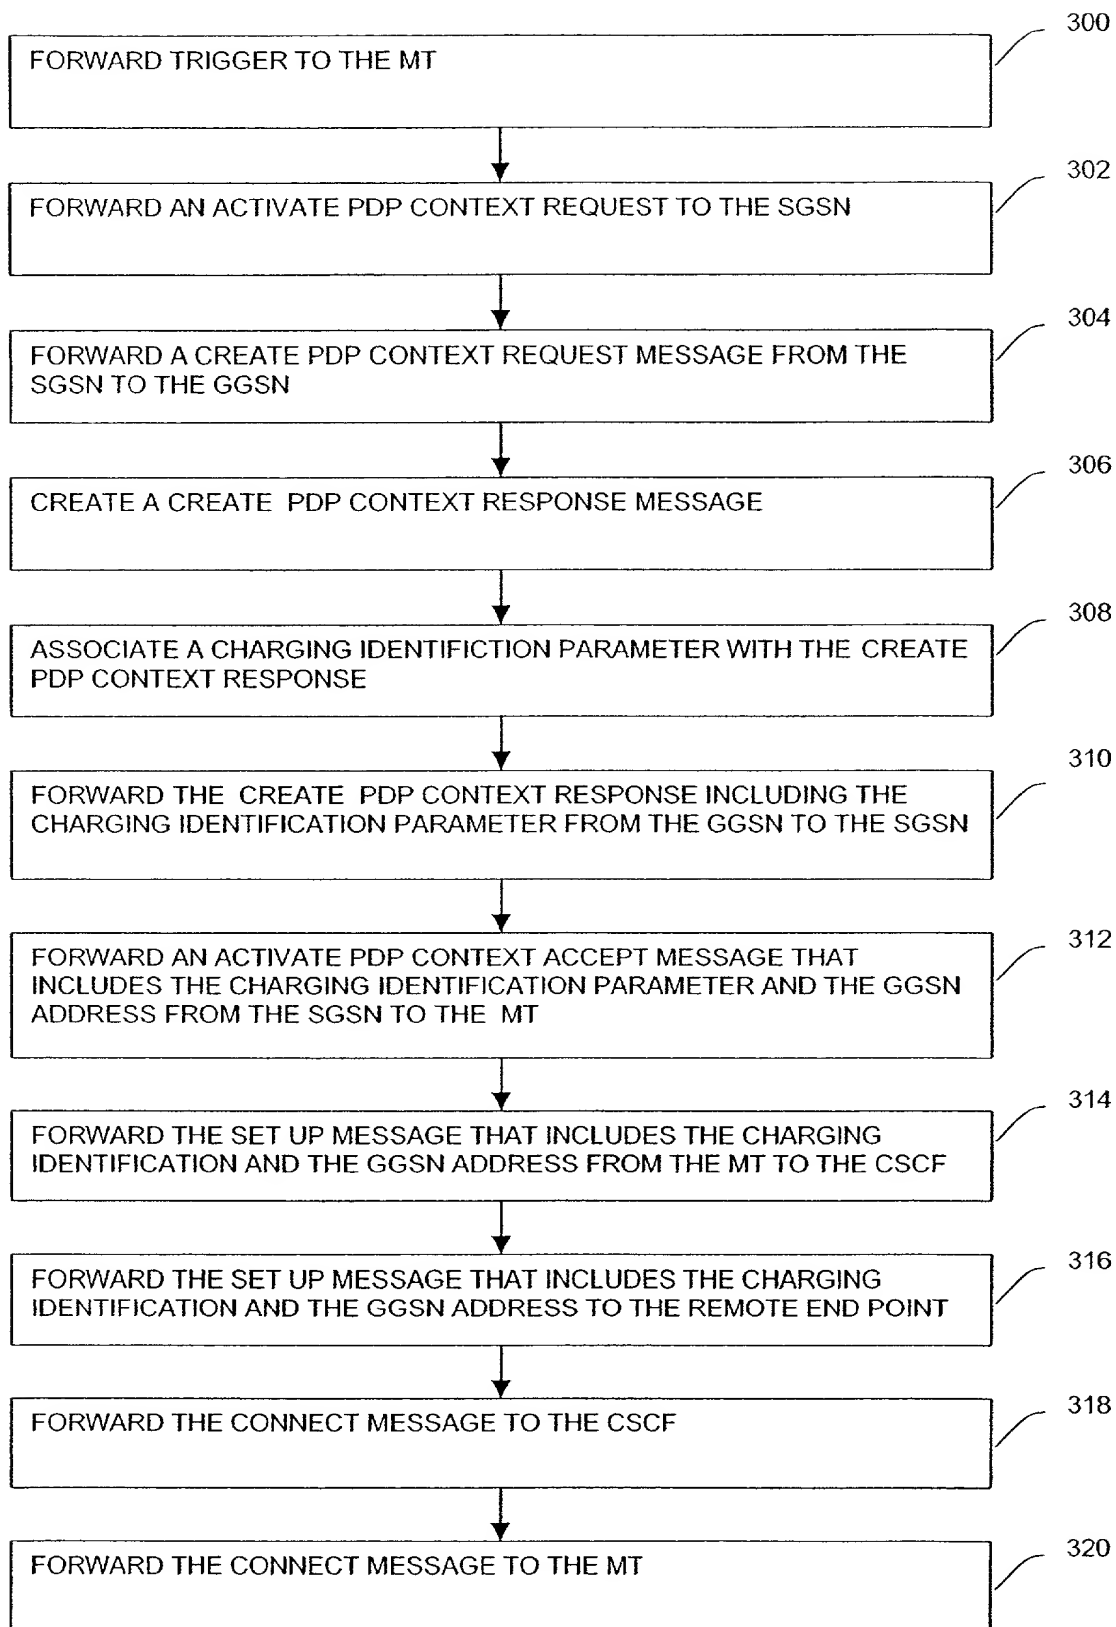 300
FORWARD TRIGGER TO THE MT
302
FORWARD AN ACTIVATE PDP CONTEXT REQUEST TO THE SGSN
304
FORWARD A CREATE PDP CONTEXT REQUEST MESSAGE FROM THE
SGSN TO THE GGSN
306
CREATE A CREATE PDP CONTEXT RESPONSE MESSAGE
308
ASSOCIATE A CHARGING IDENTIFICTION PARAMETER WITH THE CREATE
PDP CONTEXT RESPONSE
310
FORWARD THE CREATE PDP CONTEXT RESPONSE INCLUDING THE
CHARGING IDENTIFICATION PARAMETER FROM THE GGSN TO THE SGSN
312
FORWARD AN ACTIVATE PDP CONTEXT ACCEPT MESSAGE THAT
INCLUDES THE CHARGING IDENTIFICATION PARAMETER AND THE GGSN
ADDRESS FROM THE SGSN TO THE MT
314
FORWARD THE SET UP MESSAGE THAT INCLUDES THE CHARGING
IDENTIFICATION AND THE GGSN ADDRESS FROM THE MT TO THE CSCF
316
FORWARD THE SET UP MESSAGE THAT INCLUDES THE CHARGING
IDENTIFICATION AND THE GGSN ADDRESS TO THE REMOTE END POINT
318
FORWARD THE CONNECT MESSAGE TO THE CSCF
320
FORWARD THE CONNECT MESSAGE TO THE MT